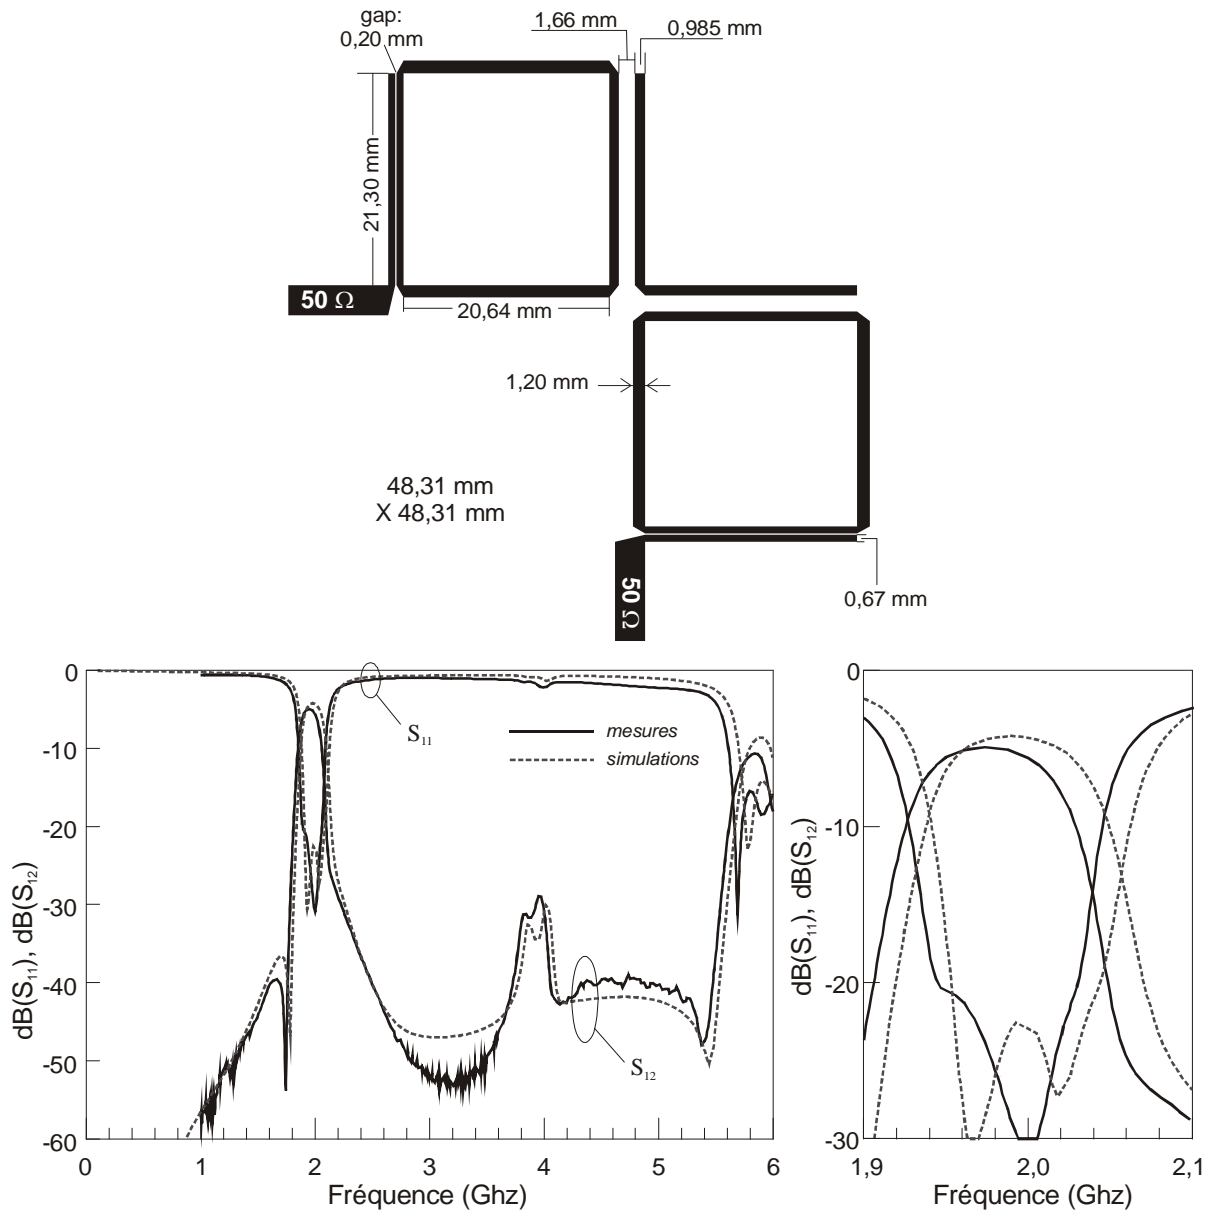 gap:
0,20 mm
1,66 mm
0,985 mm
21,30 mm
50 Ω
20,64 mm
1,20 mm
48,31 mm
X 48,31 mm
50 Ω
0,67 mm
0
-10
-20
-30
-40
-50
-60
dB(S11), dB(S12)
S11
mesures
simulations
S12
0
1
2
3
4
5
6
Fréquence (Ghz)
0
-10
-20
-30
dB(S11), dB(S12)
1,9
2,0
2,1
Fréquence (Ghz)